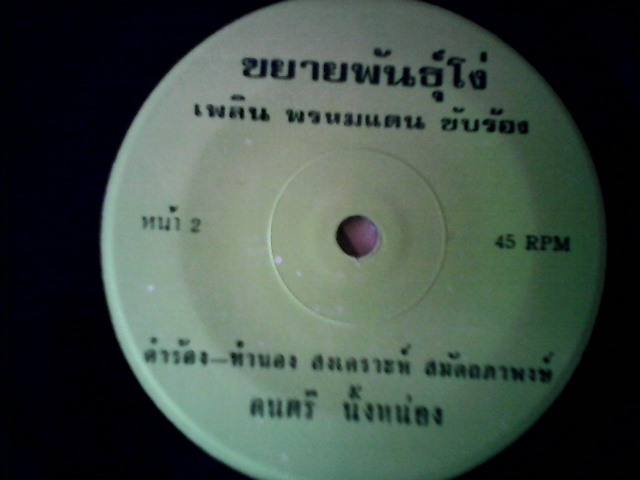 ขยายพันธุ์โง่
เพลิน พรหมแดน ขับร้อง
หน้า 2
45 RPM
คำร้อง–ทำนอง สงเคราะห์ สมัตถภาพงษ์
ดนตรี นั้งหน่อง